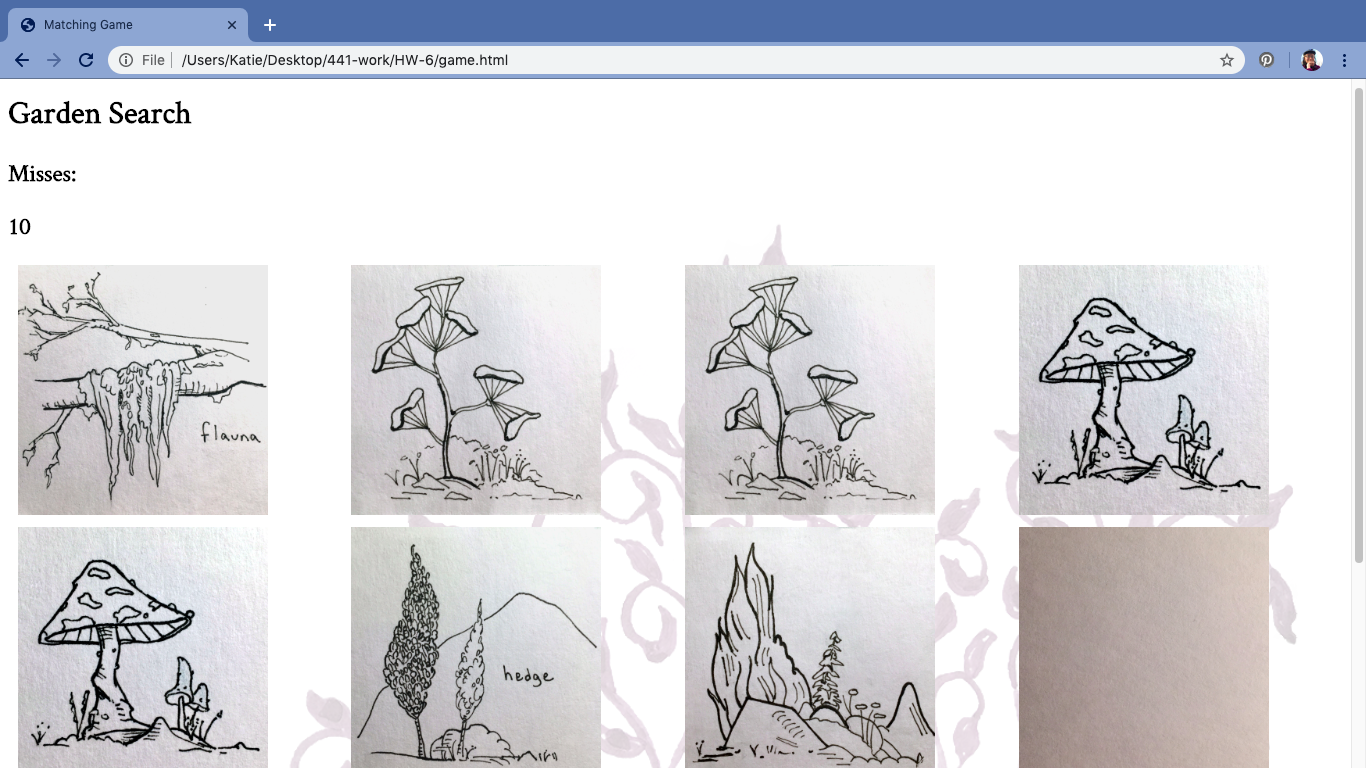 Matching Game
File
/Users/Katie/Desktop/441-work/HW-6/game.html
Garden Search
Misses:
10
flauna
hedge